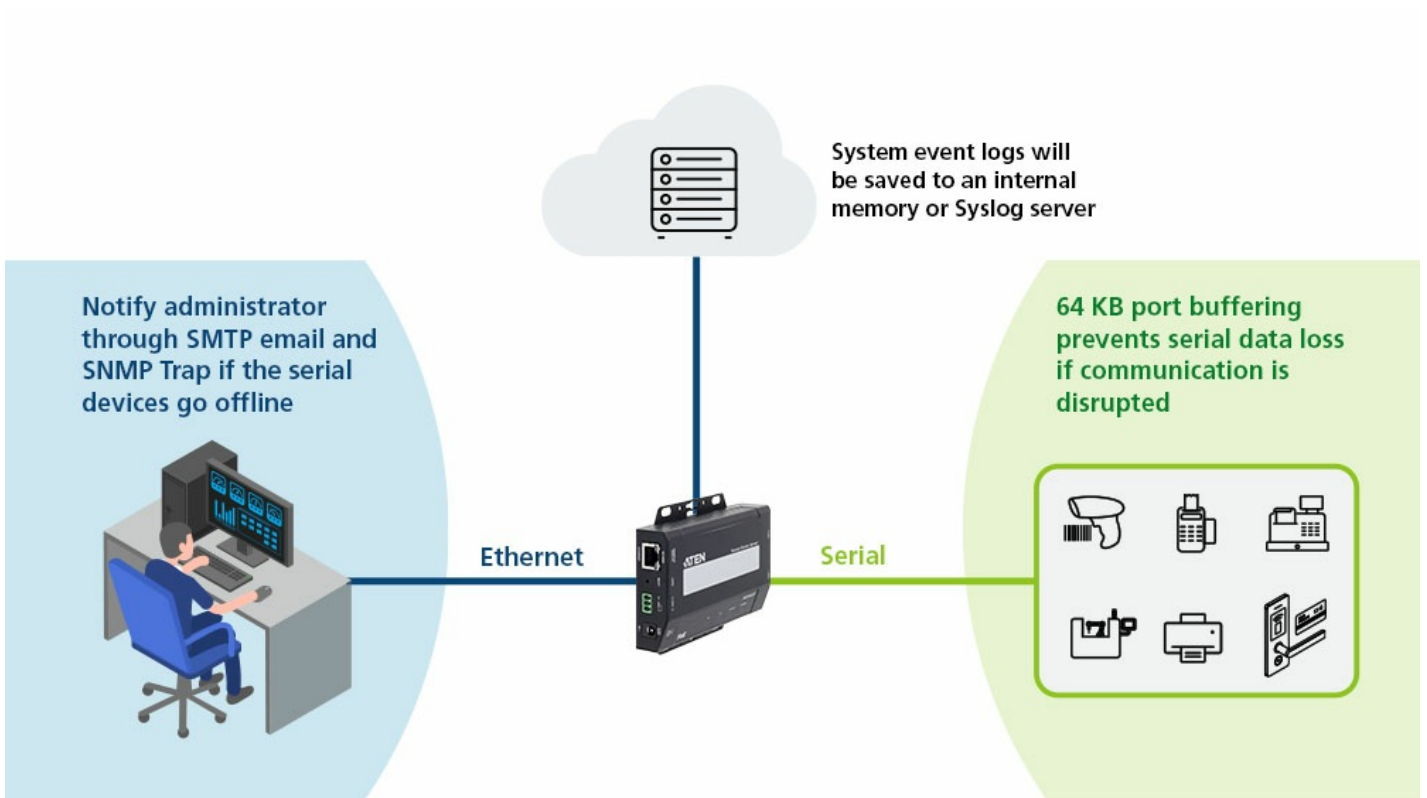 System event logs will
be saved to an internal
memory or Syslog server
Notify administrator
through SMTP email and
SNMP Trap if the serial
devices go offline
64 KB port buffering
prevents serial data loss
if communication is
disrupted
Ethernet
ATEN
Serial